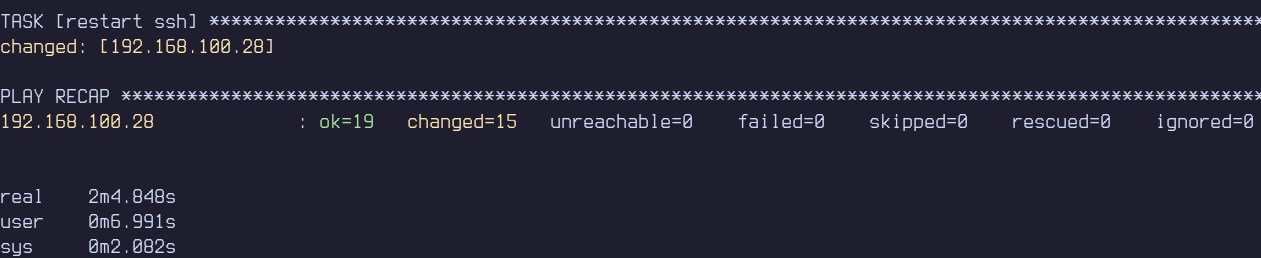 TASK [restart ssh] ************************************************************************************************
changed: [192.168.100.28]
PLAY RECAP ********************************************************************************************************
192.168.100.28             : ok=19   changed=15   unreachable=0    failed=0    skipped=0    rescued=0    ignored=0
real    2m4.848s
user    0m6.991s
sys     0m2.082s